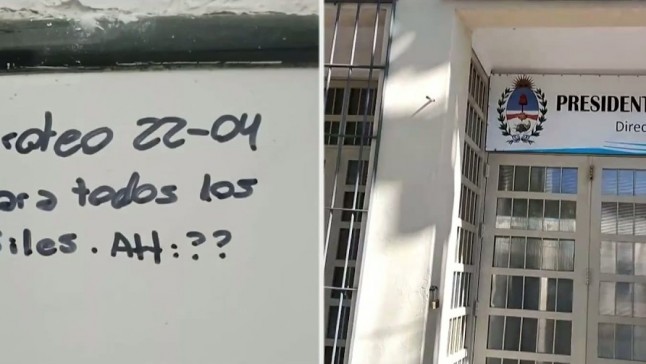 roteo 22-04
ara todos los
iles. AH:??
PRESIDENT
Direc